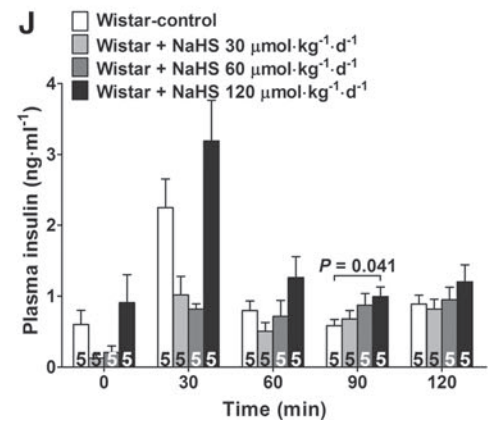 J
Wistar-control
Wistar + NaHS 30 μmol·kg⁻¹·d⁻¹
Wistar + NaHS 60 μmol·kg⁻¹·d⁻¹
Wistar + NaHS 120 μmol·kg⁻¹·d⁻¹
Plasma insulin (ng·ml⁻¹)
4
3
2
1
0
P = 0.041
5 5 5 5 5 5 5 5 5 5 5 5 5 5 5 5 5 5 5 5
0 30 60 90 120
Time (min)